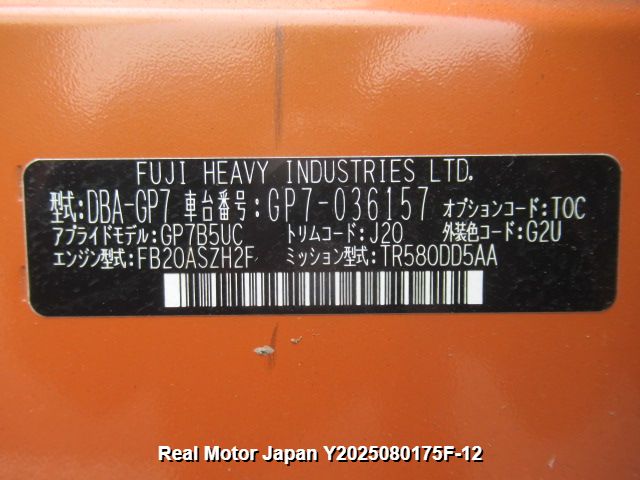 FUJI HEAVY INDUSTRIES LTD.
型式:DBA-GP7 車台番号:GP7-036157 オプションコード:TOC
アプライドモデル:GP7B5UC トリムコード:J20 外装色コード:G2U
エンジン型式:FB20ASZH2F ミッション型式:TR580DD5AA
Real Motor Japan Y2025080175F-12